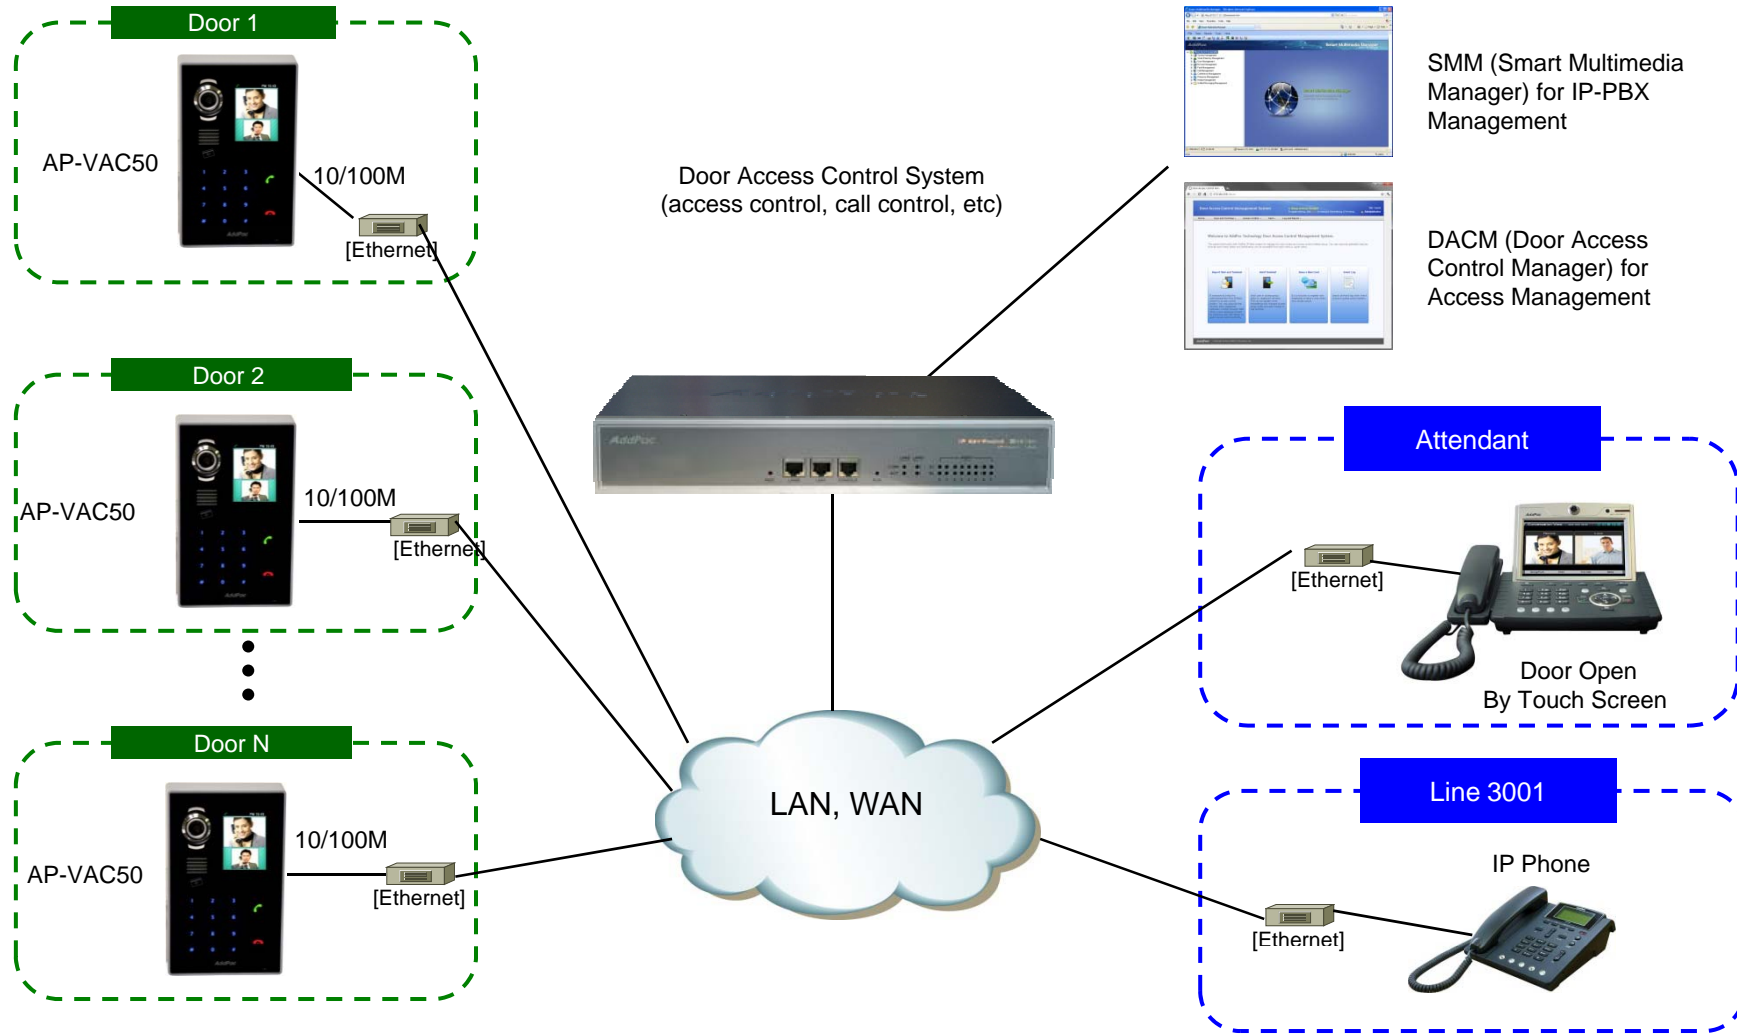 Door 1
AP-VAC50
10/100M
[Ethernet]
Door 2
AP-VAC50
10/100M
[Ethernet]
Door N
AP-VAC50
10/100M
[Ethernet]
Door Access Control System
(access control, call control, etc)
AddPac
LAN, WAN
SMM (Smart Multimedia
Manager) for IP-PBX
Management
DACM (Door Access
Control Manager) for
Access Management
Attendant
[Ethernet]
Door Open
By Touch Screen
Line 3001
IP Phone
[Ethernet]